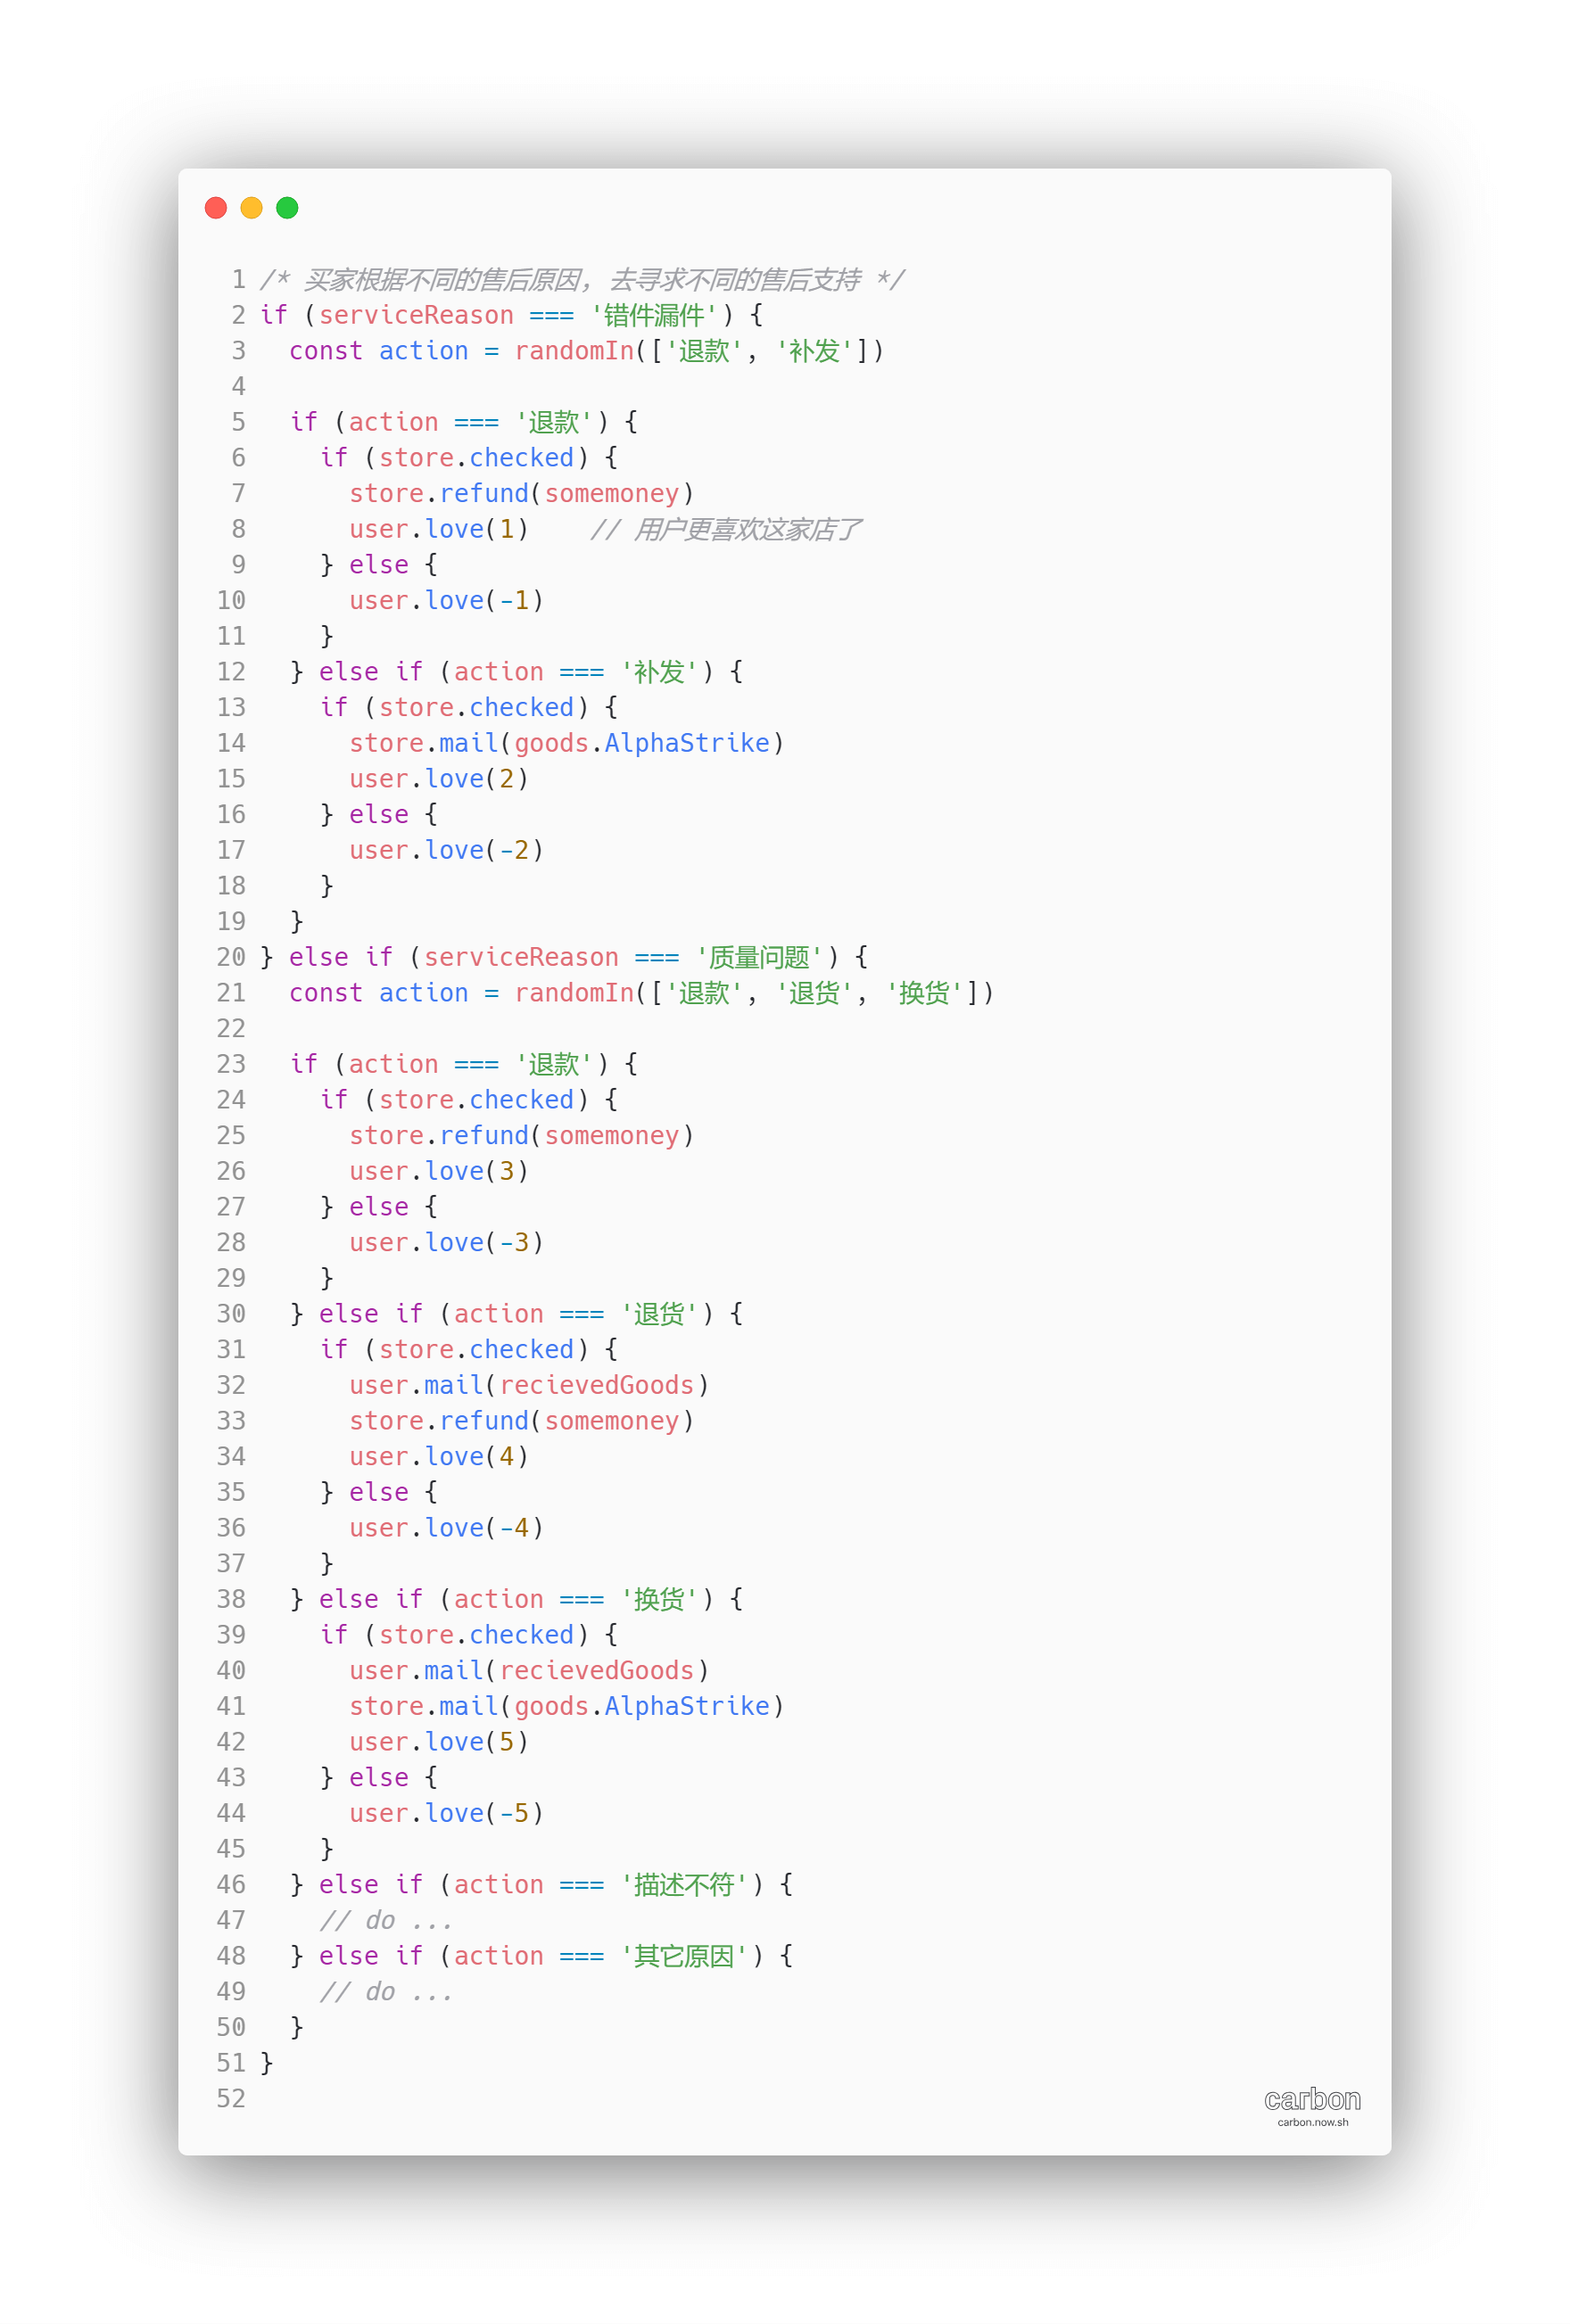 1 /* 买家根据不同的售后原因, 去寻求不同的售后支持 */
2 if (serviceReason === '错件漏件') {
3   const action = randomIn(['退款', '补发'])
4
5   if (action === '退款') {
6     if (store.checked) {
7       store.refund(somemoney)
8       user.love(1)    // 用户更喜欢这家店了
9     } else {
10       user.love(-1)
11     }
12   } else if (action === '补发') {
13     if (store.checked) {
14       store.mail(goods.AlphaStrike)
15       user.love(2)
16     } else {
17       user.love(-2)
18     }
19   }
20 } else if (serviceReason === '质量问题') {
21   const action = randomIn(['退款', '退货', '换货'])
22
23   if (action === '退款') {
24     if (store.checked) {
25       store.refund(somemoney)
26       user.love(3)
27     } else {
28       user.love(-3)
29     }
30   } else if (action === '退货') {
31     if (store.checked) {
32       user.mail(recievedGoods)
33       store.refund(somemoney)
34       user.love(4)
35     } else {
36       user.love(-4)
37     }
38   } else if (action === '换货') {
39     if (store.checked) {
40       user.mail(recievedGoods)
41       store.mail(goods.AlphaStrike)
42       user.love(5)
43     } else {
44       user.love(-5)
45     }
46   } else if (action === '描述不符') {
47     // do ...
48   } else if (action === '其它原因') {
49     // do ...
50   }
51 }
52
carbon
carbon.now.sh